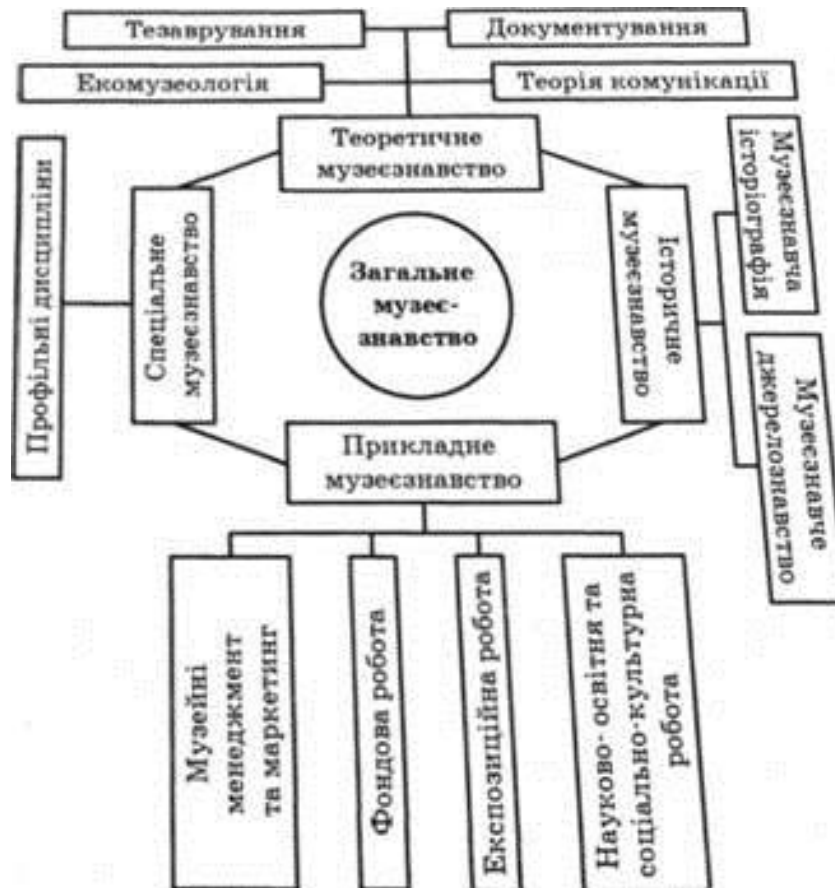 Тезаврування
Документування
Екомузеологія
Теорія комунікації
Теоретичне
музеєзнавство
Профільні дисципліни
Спеціальне
музеєзнавство
Загальне
музеє-
знавство
Історичне
музеєзнавство
Музеєзнавча
історіографія
Музеєзнавче
джерелознавство
Прикладне
музеєзнавство
Музейні
менеджмент
та маркетинг
Фондова робота
Експозиційна робота
Науково-освітня та
соціально-культурна
робота